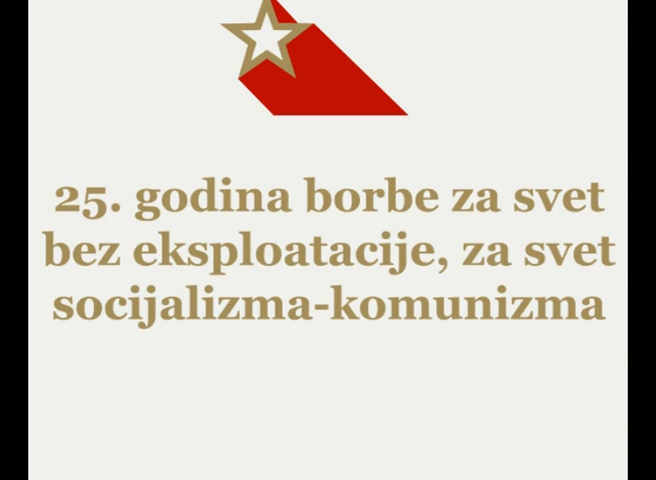 25. godina borbe za svet
bez eksploatacije, za svet
socijalizma-komunizma